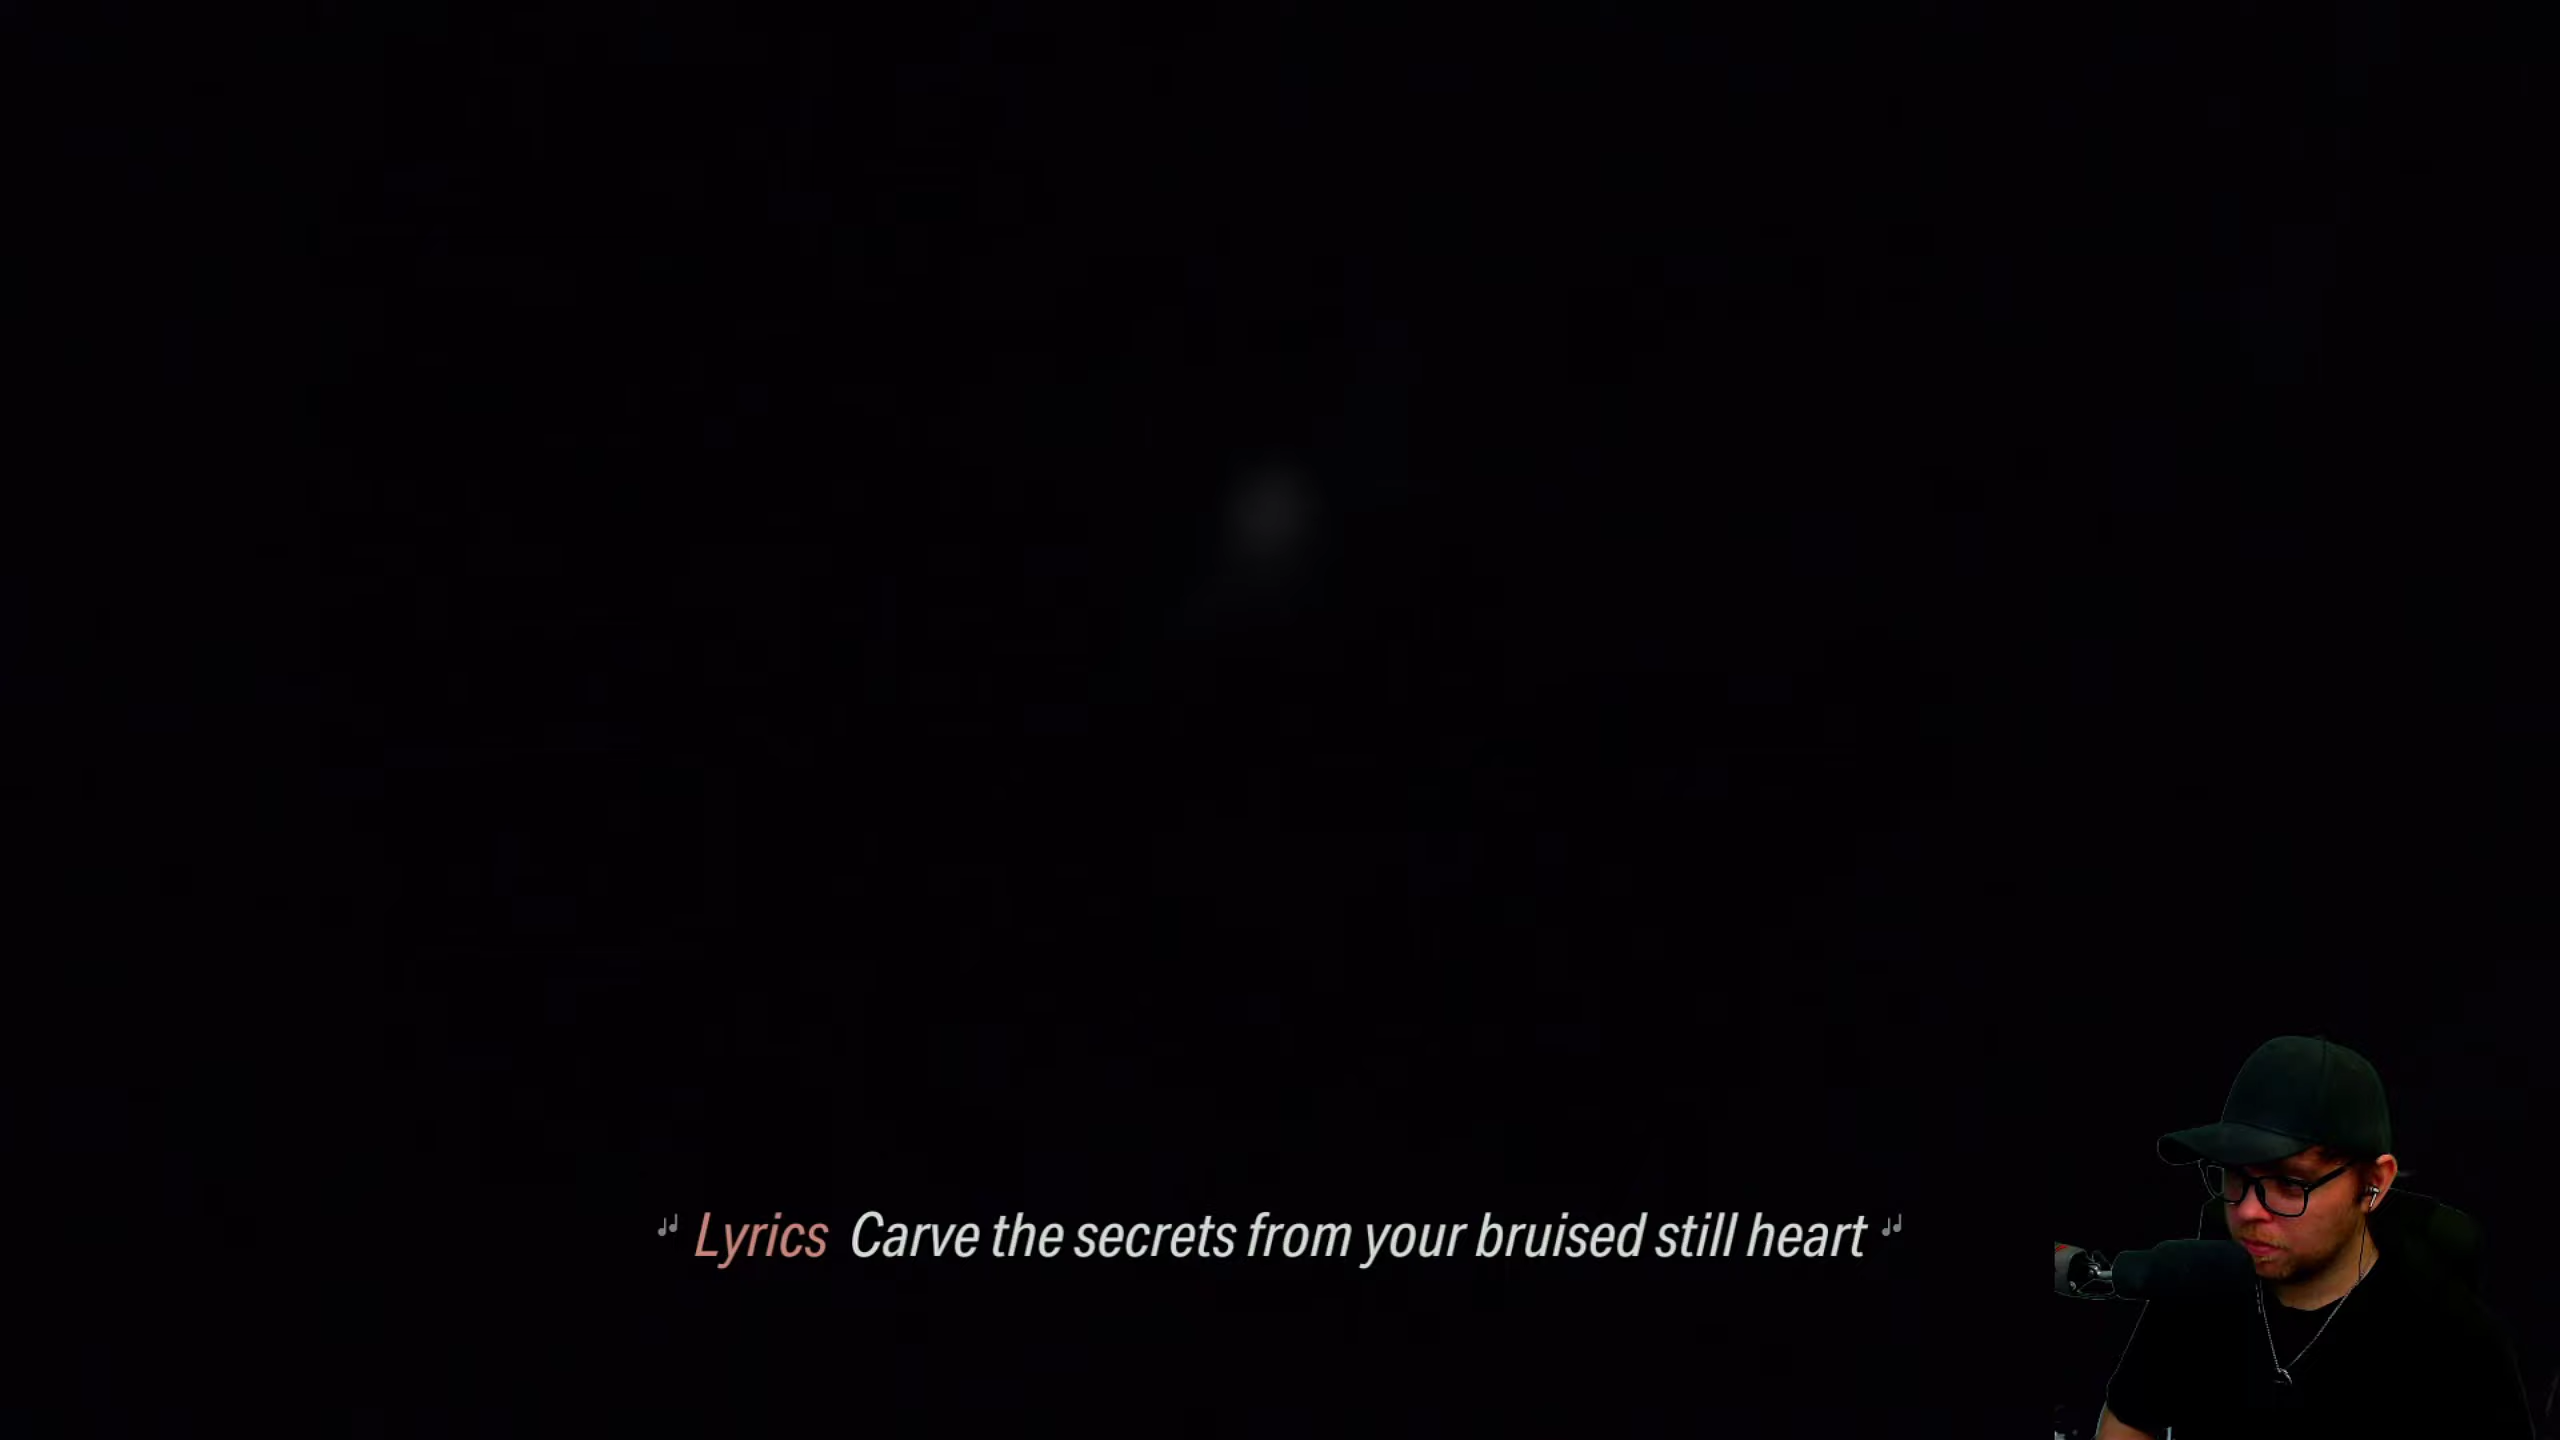 ♫ Lyrics Carve the secrets from your bruised still heart ♫